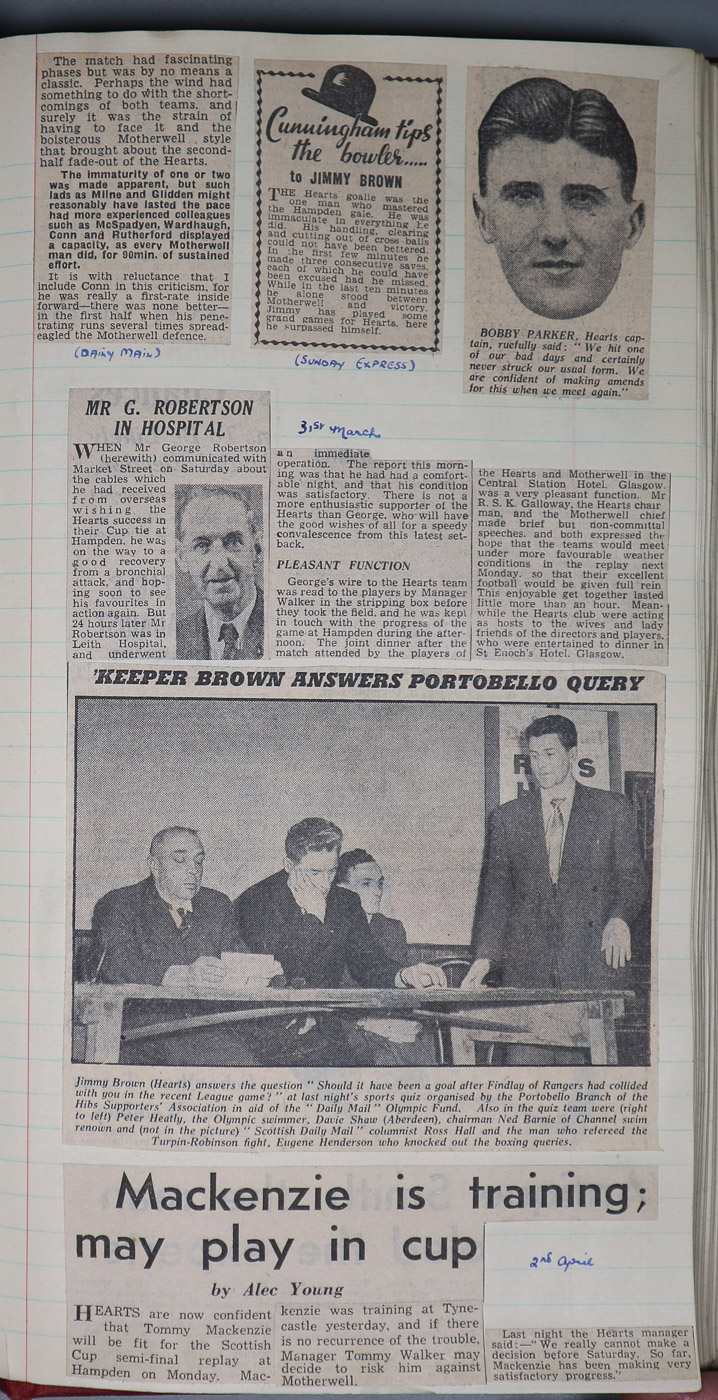 The match had fascinating
phases but was by no means a
classic. Perhaps the wind had
something to do with the short-
comings of both teams, and
surely it was the strain of
having to face it and the
boisterous Motherwell style
that brought about the second-
half fade-out of the Hearts.
The immaturity of one or two
was made apparent, but such
lads as Milne and Glidden might
reasonably have lasted the pace
had more experienced colleagues
such as McSpadyen, Wardhaugh,
Conn and Rutherford displayed
a capacity, as every Motherwell
man did, for 90min. of sustained
effort.
It is with reluctance that I
include Conn in this criticism, for
he was really a first-rate inside
forward—there was none better—
in the first half when his pene-
trating runs several times spread-
eagled the Motherwell defence.
(DAILY MAIL)
Cunningham tips
the bowler.....
to JIMMY BROWN
THE Hearts goalie was the
one man who mastered
the Hampden gale. He was
immaculate in everything he
did. His handling, clearing
and cutting out of cross balls
could not have been bettered.
In the first few minutes he
made three consecutive saves,
each of which he could have
been excused had he missed.
While in the last ten minutes
he alone stood between
Motherwell and victory.
Jimmy has played some
grand games for Hearts, here
he surpassed himself.
(SUNDAY EXPRESS)
BOBBY PARKER, Hearts cap-
tain, ruefully said: "We hit one
of our bad days and certainly
never struck our usual form. We
are confident of making amends
for this when we meet again."
MR G. ROBERTSON
IN HOSPITAL
WHEN Mr George Robertson
(herewith) communicated with
Market Street on Saturday about
the cables which
he had received
from overseas
wishing the
Hearts success in
their Cup tie at
Hampden, he was
on the way to a
good recovery
from a bronchial
attack, and hop-
ing soon to see
his favourites in
action again. But
24 hours later Mr
Robertson was in
Leith Hospital,
and underwent
31st March
an immediate
operation. The report this morn-
ing was that he had had a comfort-
able night, and that his condition
was satisfactory. There is not a
more enthusiastic supporter of the
Hearts than George, who will have
the good wishes of all for a speedy
convalescence from this latest set-
back.
PLEASANT FUNCTION
George's wire to the Hearts team
was read to the players by Manager
Walker in the stripping box before
they took the field, and he was kept
in touch with the progress of the
game at Hampden during the after-
noon. The joint dinner after the
match attended by the players of
the Hearts and Motherwell in the
Central Station Hotel, Glasgow,
was a very pleasant function. Mr
R. S. K. Galloway, the Hearts chair
man, and the Motherwell chief
made brief but non-committal
speeches, and both expressed the
hope that the teams would meet
under more favourable weather
conditions in the replay next
Monday, so that their excellent
football would be given full rein
This enjoyable get together lasted
little more than an hour. Mean-
while the Hearts club were acting
as hosts to the wives and lady
friends of the directors and players,
who were entertained to dinner in
St Enoch's Hotel, Glasgow.
'KEEPER BROWN ANSWERS PORTOBELLO QUERY
R S
Jimmy Brown (Hearts) answers the question "Should it have been a goal after Findlay of Rangers had collided
with you in the recent League game?" at last night's sports quiz organised by the Portobello Branch of the
Hibs Supporters' Association in aid of the "Daily Mail" Olympic Fund. Also in the quiz team were (right
to left) Peter Heatly, the Olympic swimmer, Davie Shaw (Aberdeen), chairman Ned Barnie of Channel swim
renown and (not in the picture) "Scottish Daily Mail" columnist Ross Hall and the man who refereed the
Turpin-Robinson fight, Eugene Henderson who knocked out the boxing queries.
Mackenzie is training;
may play in cup
by Alec Young
2nd April
HEARTS are now confident
that Tommy Mackenzie
will be fit for the Scottish
Cup semi-final replay at
Hampden on Monday. Mac-
kenzie was training at Tyne-
castle yesterday, and if there
is no recurrence of the trouble,
Manager Tommy Walker may
decide to risk him against
Motherwell.
Last night the Hearts manager
said:—"We really cannot make a
decision before Saturday. So far,
Mackenzie has been making very
satisfactory progress."